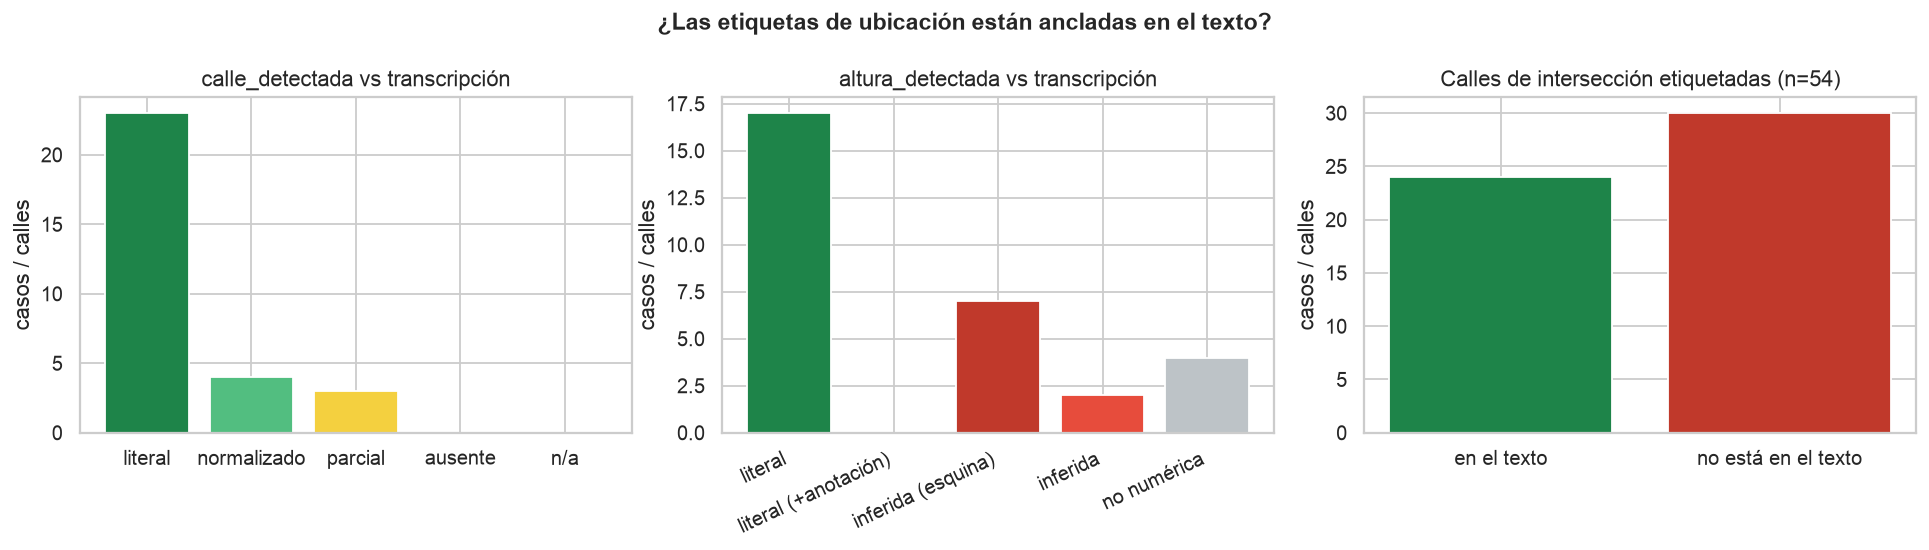 ¿Las etiquetas de ubicación están ancladas en el texto?
calle_detectada vs transcripción
casos / calles
20
15
10
5
0
literal
normalizado
parcial
ausente
n/a
altura_detectada vs transcripción
casos / calles
17.5
15.0
12.5
10.0
7.5
5.0
2.5
0.0
literal
literal (+anotación)
inferida (esquina)
inferida
no numérica
Calles de intersección etiquetadas (n=54)
casos / calles
30
25
20
15
10
5
0
en el texto
no está en el texto